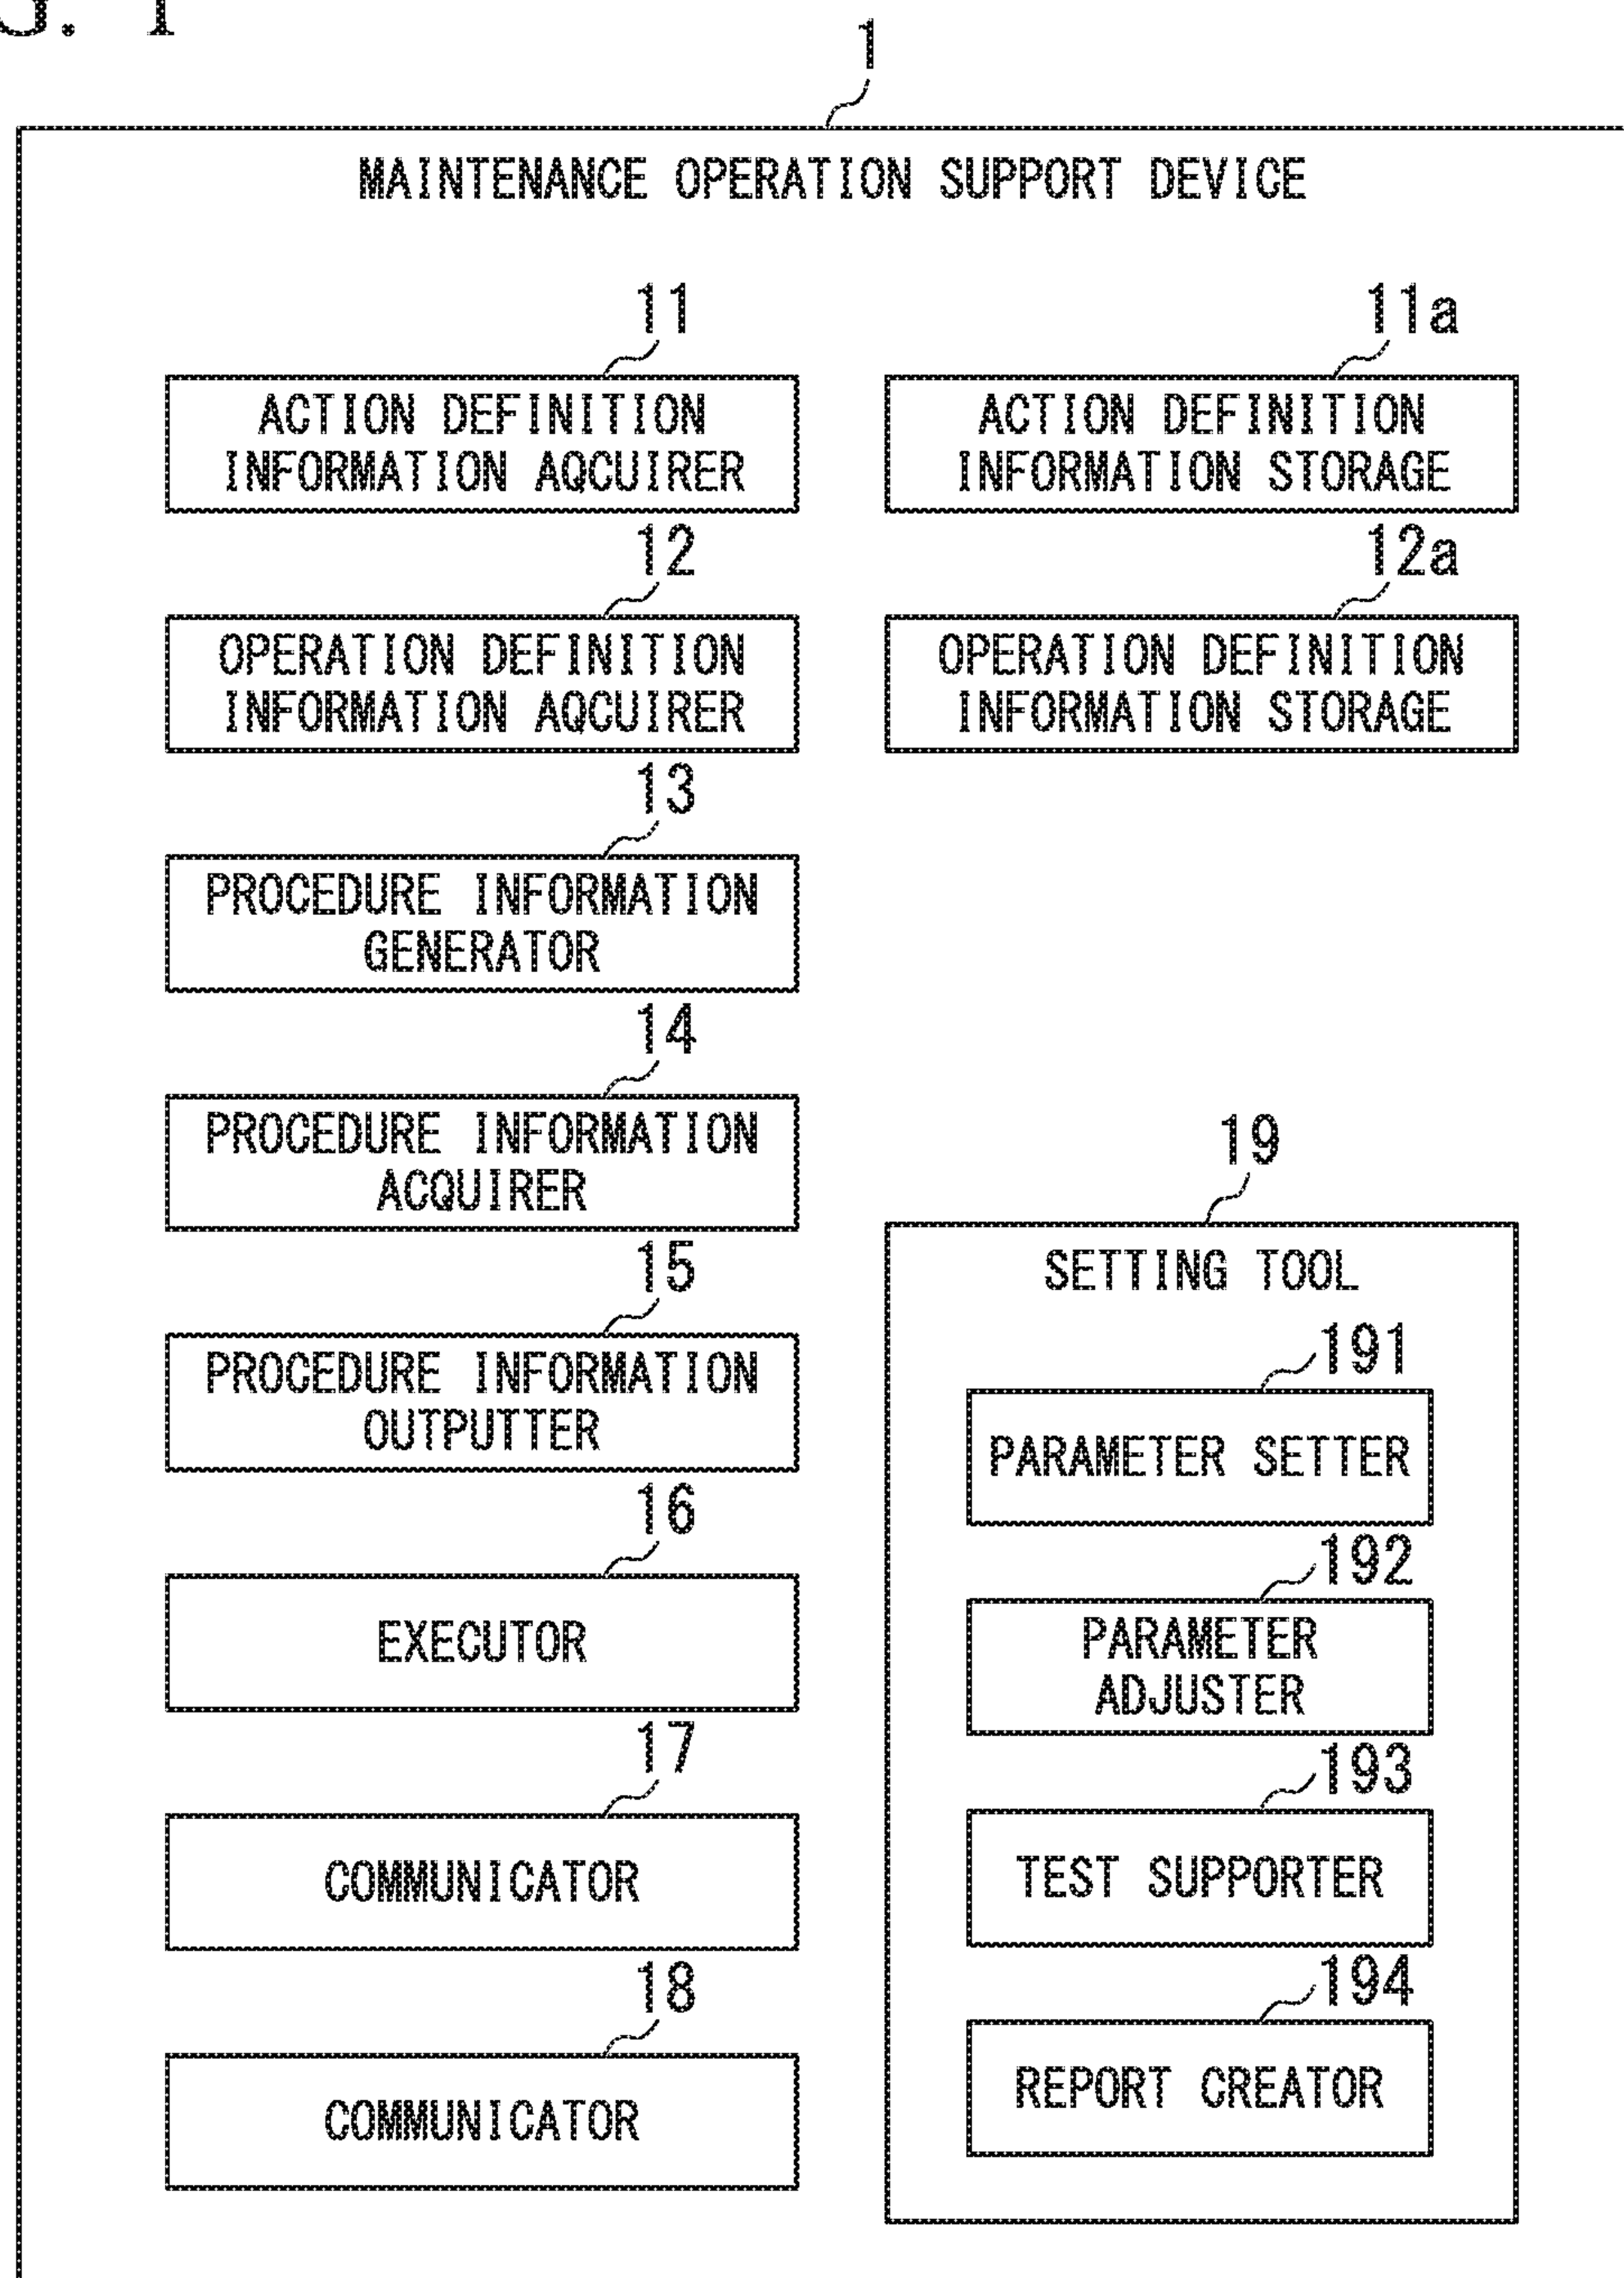 G. 1
1
MAINTENANCE OPERATION SUPPORT DEVICE
11
ACTION DEFINITION
INFORMATION AQCUIRER
11a
ACTION DEFINITION
INFORMATION STORAGE
12
OPERATION DEFINITION
INFORMATION AQCUIRER
12a
OPERATION DEFINITION
INFORMATION STORAGE
13
PROCEDURE INFORMATION
GENERATOR
14
PROCEDURE INFORMATION
ACQUIRER
15
PROCEDURE INFORMATION
OUTPUTTER
16
EXECUTOR
17
COMMUNICATOR
18
COMMUNICATOR
19
SETTING TOOL
191
PARAMETER SETTER
192
PARAMETER
ADJUSTER
193
TEST SUPPORTER
194
REPORT CREATOR